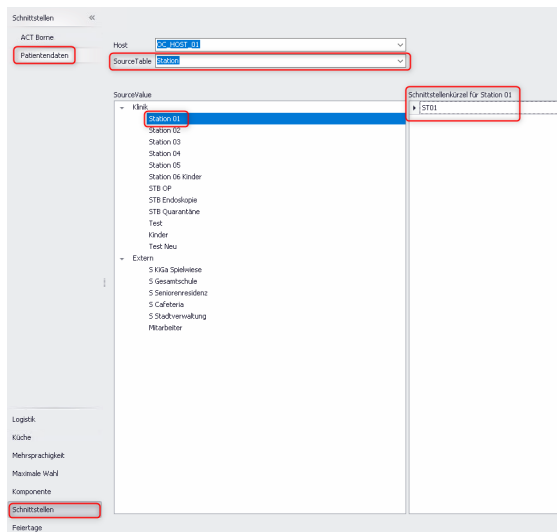 Schnittstellen «
ACT Borne
Patientendaten
Host OC_HOST_01
SourceTable Station
SourceValue
Klinik
Station 01
Station 02
Station 03
Station 04
Station 05
Station 06 Kinder
STB OP
STB Endoskopie
STB Quarantäne
Test
Kinder
Test Neu
Extern
S KiGa Spielwiese
S Gesamtschule
S Seniorenresidenz
S Cafeteria
S Stadtverwaltung
Mitarbeiter
Schnittstellenkürzel für Station 01
ST01
Logistik
Küche
Mehrsprachigkeit
Maximale Wahl
Komponente
Schnittstellen
Feiertage